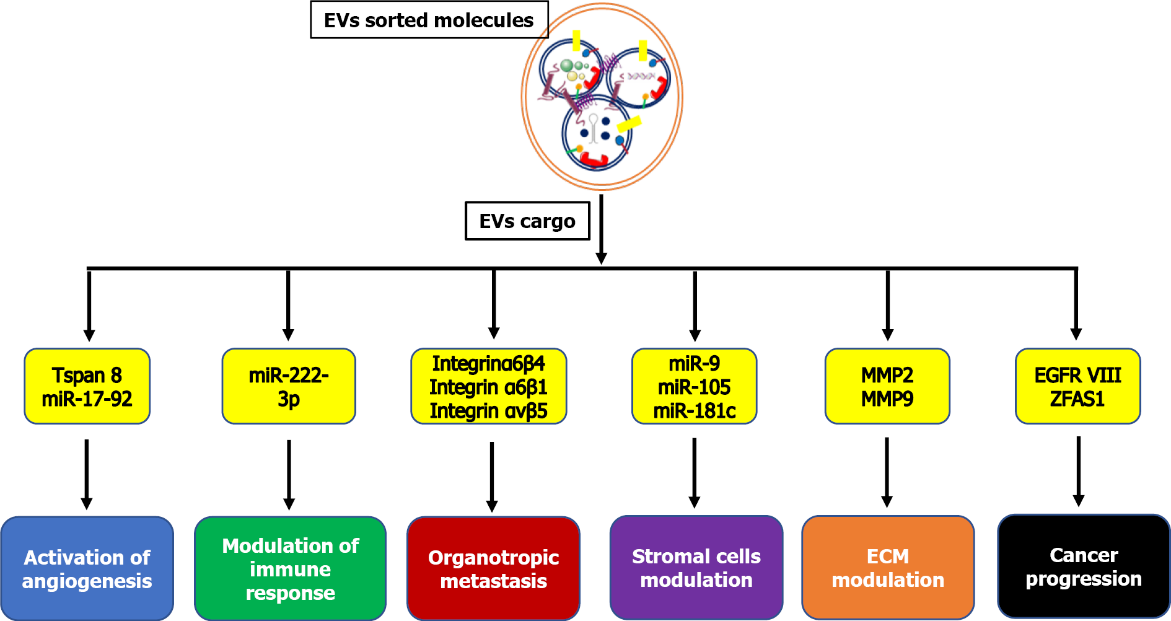 EVs sorted molecules
EVs cargo
Tspan 8
miR-17-92
miR-222-
3p
Integrinα6β4
Integrin α6β1
Integrin αvβ5
miR-9
miR-105
miR-181c
MMP2
MMP9
EGFR VIII
ZFAS1
Activation of
angiogenesis
Modulation of
immune
response
Organotropic
metastasis
Stromal cells
modulation
ECM
modulation
Cancer
progression